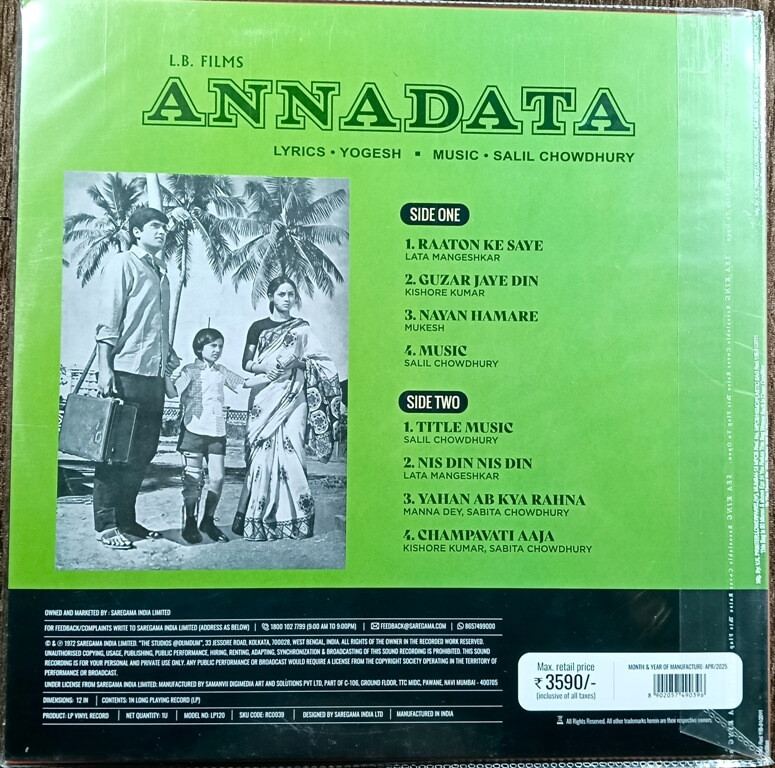 L.B. FILMS
ANNADATA
LYRICS • YOGESH ▪ MUSIC • SALIL CHOWDHURY
SIDE ONE
1. RAATON KE SAYE
LATA MANGESHKAR
2. GUZAR JAYE DIN
KISHORE KUMAR
3. NAYAN HAMARE
MUKESH
4. MUSIC
SALIL CHOWDHURY
SIDE TWO
1. TITLE MUSIC
SALIL CHOWDHURY
2. NIS DIN NIS DIN
LATA MANGESHKAR
3. YAHAN AB KYA RAHNA
MANNA DEY, SABITA CHOWDHURY
4. CHAMPAVATI AAJA
KISHORE KUMAR, SABITA CHOWDHURY
OWNED AND MARKETED BY : SAREGAMA INDIA LIMITED
FOR FEEDBACK/COMPLAINTS WRITE TO SAREGAMA INDIA LIMITED (ADDRESS AS BELOW) | 1800 102 7799 (9:00 AM TO 9:00PM) | FEEDBACK@SAREGAMA.COM | 8657499000
© & ℗ 1972 SAREGAMA INDIA LIMITED. "THE STUDIOS @DUMDUM", 33 JESSORE ROAD, KOLKATA, 700028, WEST BENGAL, INDIA. ALL RIGHTS OF THE OWNER IN THE RECORDED WORK RESERVED.
UNAUTHORISED COPYING, USAGE, PUBLISHING, PUBLIC PERFORMANCE, HIRING, RENTING, ADAPTING, SYNCHRONIZATION & BROADCASTING OF THIS SOUND RECORDING IS PROHIBITED. THIS SOUND
RECORDING IS FOR YOUR PERSONAL AND PRIVATE USE ONLY. ANY PUBLIC PERFORMANCE OR BROADCAST WOULD REQUIRE A LICENSE FROM THE COPYRIGHT SOCIETY OPERATING IN THE TERRITORY OF
PERFORMANCE OR BROADCAST.
UNDER LICENSE FROM SAREGAMA INDIA LIMITED: MANUFACTURED BY SAMANVII DIGIMEDIA ART AND SOLUTIONS PVT LTD, PART OF C-106, GROUND FLOOR, TTC MIDC, PAWANE, NAVI MUMBAI - 400705
DIMENSIONS: 12 IN | CONTENTS: 1N LONG PLAYING RECORD (LP)
PRODUCT: LP VINYL RECORD | NET QUANTITY: 1U | MODEL NO: LP120 | SKU CODE: RC0039 | DESIGNED BY SAREGAMA INDIA LTD | MANUFACTURED IN INDIA
Max. retail price
₹ 3590/-
(inclusive of all taxes)
MONTH & YEAR OF MANUFACTURE: APR/2025
8 902057 490396
All Rights Reserved. All other trademarks herein are their respective owners.